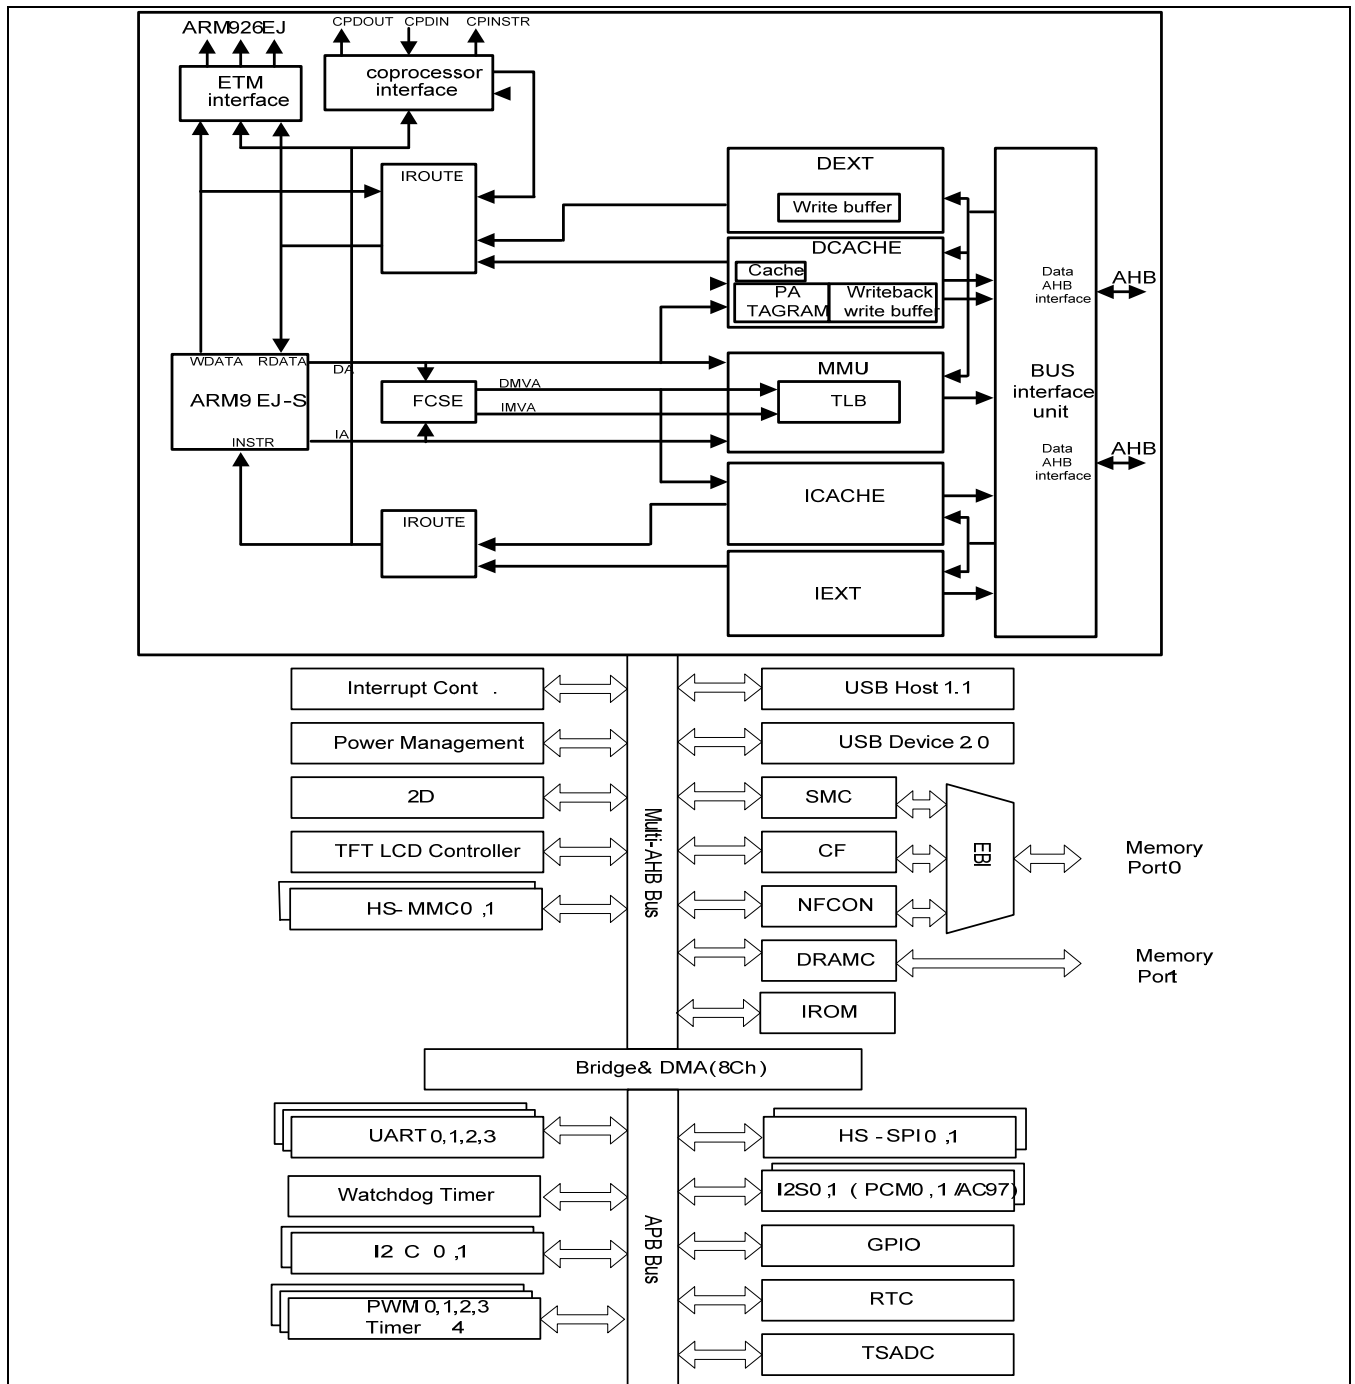 ARM926EJ
CPDOUT CPDIN CPINSTR
ETM
interface
coprocessor
interface
IROUTE
DEXT
Write buffer
DCACHE
Cache
PA
TAGRAM
Writeback
write buffer
Data
AHB
interface
AHB
WDATA RDATA
ARM9 EJ-S
INSTR
DA
IA
FCSE
DMVA
IMVA
MMU
TLB
BUS
interface
unit
Data
AHB
interface
AHB
ICACHE
IROUTE
IEXT
Interrupt Cont .
USB Host 1.1
Power Management
USB Device 2.0
2D
SMC
TFT LCD Controller
CF
HS-MMC0 ,1
NFCON
Multi-AHB Bus
EBI
Memory
Port0
DRAMC
Memory
Port1
IROM
Bridge& DMA(8Ch)
UART 0,1,2,3
HS -SPI0 ,1
Watchdog Timer
I2S0,1 ( PCM0 , 1 /AC97)
I2 C 0 ,1
GPIO
APB Bus
PWM 0,1,2,3
Timer 4
RTC
TSADC